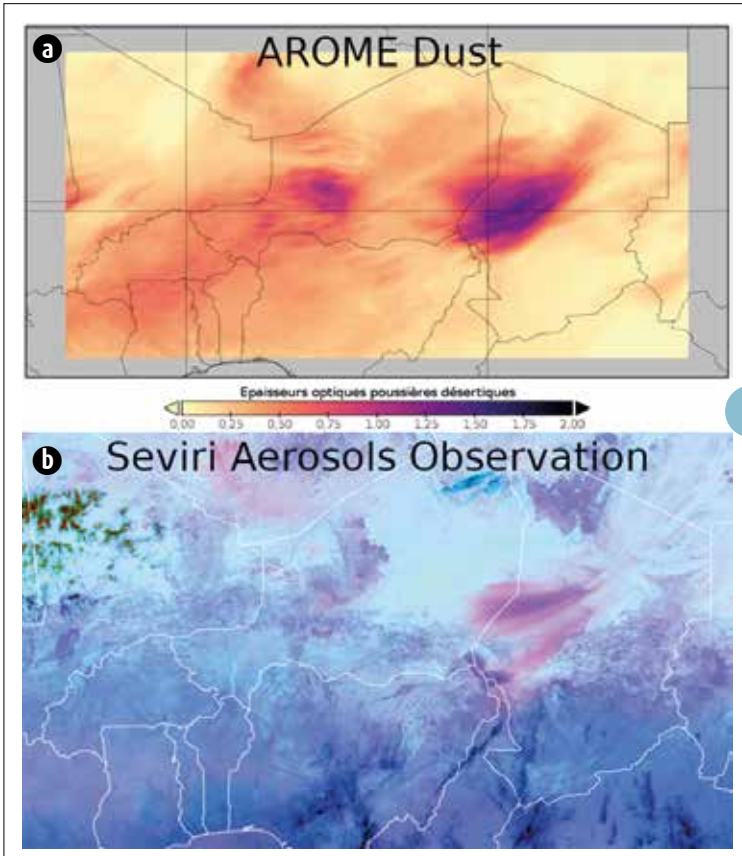 a
AROME Dust
Epaisseurs optiques poussières désertiques
0,00 0,25 0,50 0,75 1,00 1,25 1,50 1,75 2,00
b
Seviri Aerosols Observation